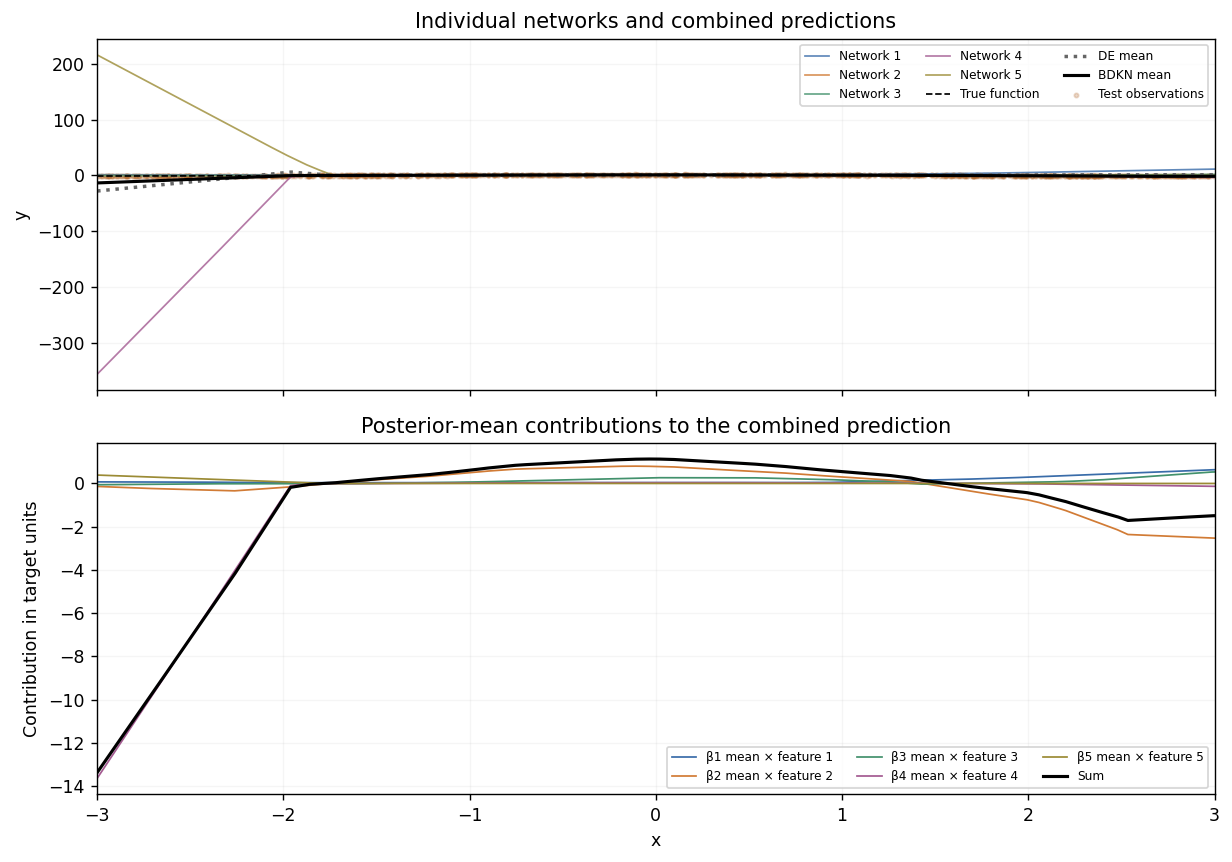 Individual networks and combined predictions
200
100
0
−100
−200
−300
y
Network 1
Network 2
Network 3
Network 4
Network 5
True function
DE mean
BDKN mean
Test observations
Posterior-mean contributions to the combined prediction
0
−2
−4
−6
−8
−10
−12
−14
Contribution in target units
β1 mean × feature 1
β2 mean × feature 2
β3 mean × feature 3
β4 mean × feature 4
β5 mean × feature 5
Sum
−3 −2 −1 0 1 2 3
x